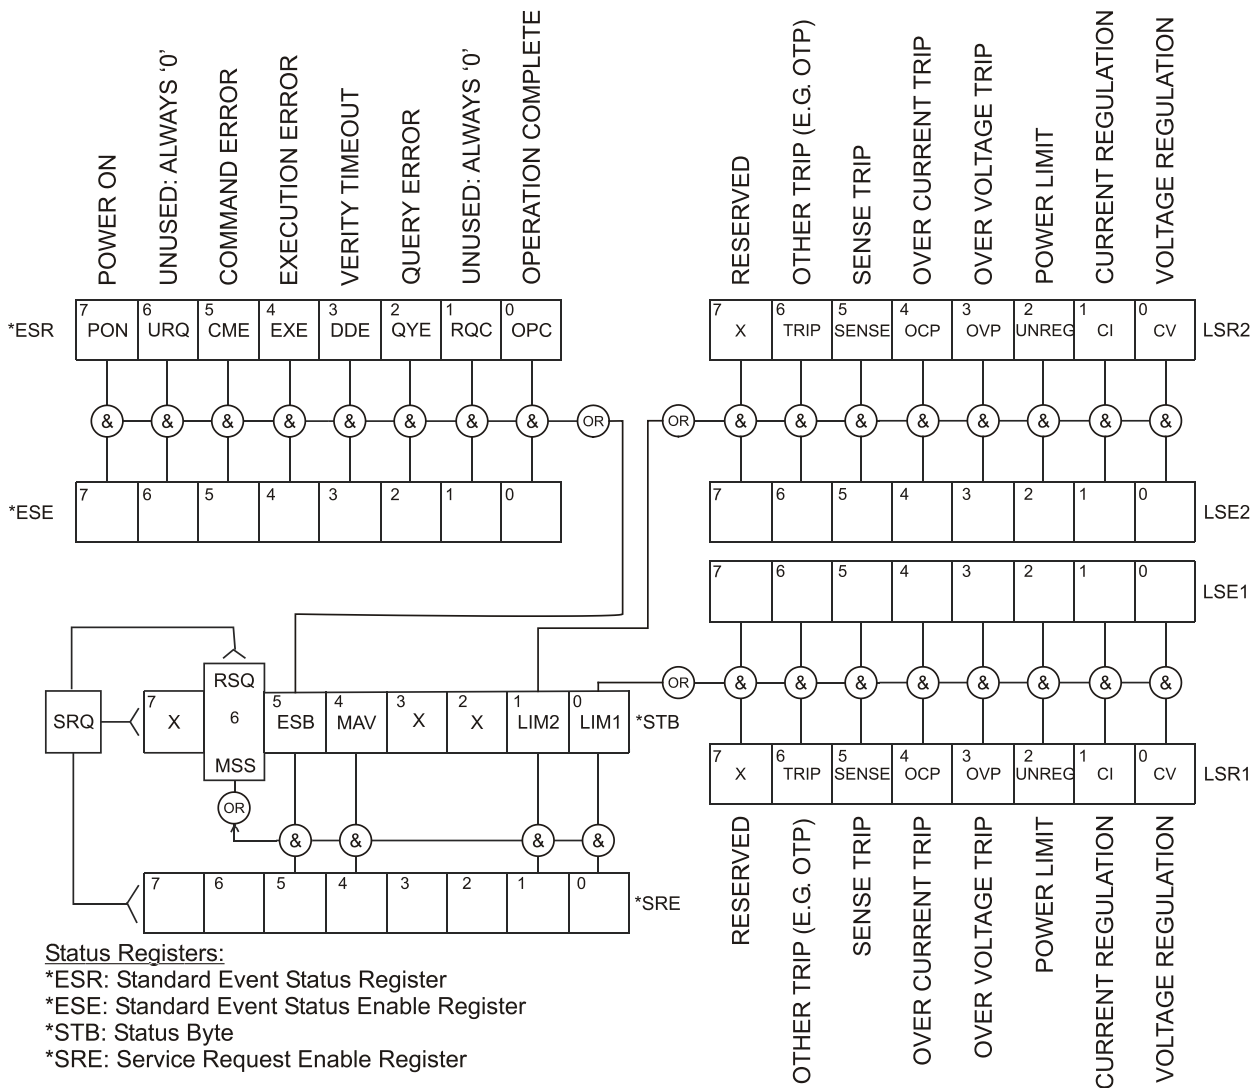 POWER ON
UNUSED: ALWAYS ‘0’
COMMAND ERROR
EXECUTION ERROR
VERITY TIMEOUT
QUERY ERROR
UNUSED: ALWAYS ‘0’
OPERATION COMPLETE
*ESR
7 PON
6 URQ
5 CME
4 EXE
3 DDE
2 QYE
1 RQC
0 OPC
& & & & & & & & OR
*ESE
7 6 5 4 3 2 1 0
RESERVED
OTHER TRIP (E.G. OTP)
SENSE TRIP
OVER CURRENT TRIP
OVER VOLTAGE TRIP
POWER LIMIT
CURRENT REGULATION
VOLTAGE REGULATION
7 X
6 TRIP
5 SENSE
4 OCP
3 OVP
2 UNREG
1 CI
0 CV
LSR2
OR & & & & & & & &
7 6 5 4 3 2 1 0
LSE2
7 6 5 4 3 2 1 0
LSE1
OR & & & & & & & &
7 X
6 TRIP
5 SENSE
4 OCP
3 OVP
2 UNREG
1 CI
0 CV
LSR1
RESERVED
OTHER TRIP (E.G. OTP)
SENSE TRIP
OVER CURRENT TRIP
OVER VOLTAGE TRIP
POWER LIMIT
CURRENT REGULATION
VOLTAGE REGULATION
SRQ
7 X
RSQ
6
MSS
5 ESB
4 MAV
3 X
2 X
1 LIM2
0 LIM1
*STB
OR
& & & &
7 6 5 4 3 2 1 0
*SRE
Status Registers:
*ESR: Standard Event Status Register
*ESE: Standard Event Status Enable Register
*STB: Status Byte
*SRE: Service Request Enable Register